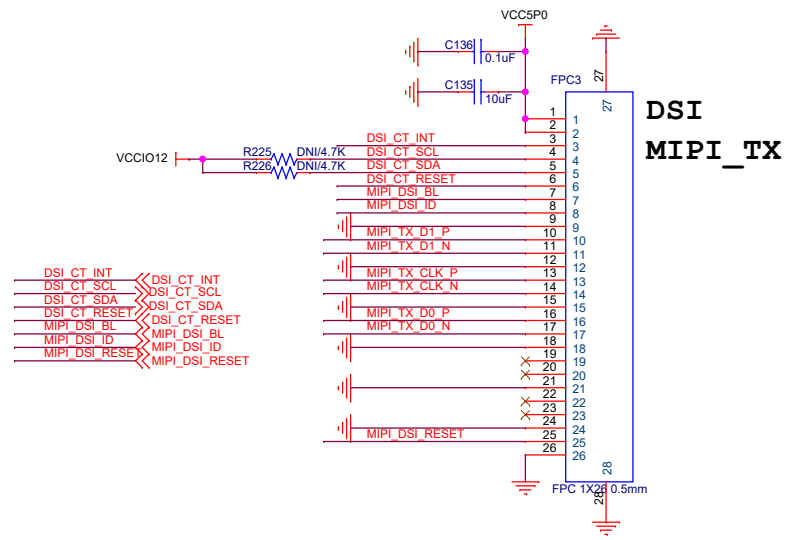 VCC5P0
C136
0.1uF
C135
10uF
FPC3
27
27
DSI
MIPI_TX
VCCIO12
R225 DNI/4.7K
R226 DNI/4.7K
1 1
2 2
DSI_CT_INT 3 3
DSI_CT_SCL 4 4
DSI_CT_SDA 5 5
DSI_CT_RESET 6 6
MIPI_DSI_BL 7 7
MIPI_DSI_ID 8 8
9 9
MIPI_TX_D1_P 10 10
MIPI_TX_D1_N 11 11
12 12
MIPI_TX_CLK_P 13 13
MIPI_TX_CLK_N 14 14
15 15
MIPI_TX_D0_P 16 16
MIPI_TX_D0_N 17 17
18 18
19 19
20 20
21 21
22 22
23 23
24 24
MIPI_DSI_RESET 25 25
26 26
28
28
FPC 1X26 0.5mm
DSI_CT_INT DSI_CT_INT
DSI_CT_SCL DSI_CT_SCL
DSI_CT_SDA DSI_CT_SDA
DSI_CT_RESET DSI_CT_RESET
MIPI_DSI_BL MIPI_DSI_BL
MIPI_DSI_ID MIPI_DSI_ID
MIPI_DSI_RESET MIPI_DSI_RESET